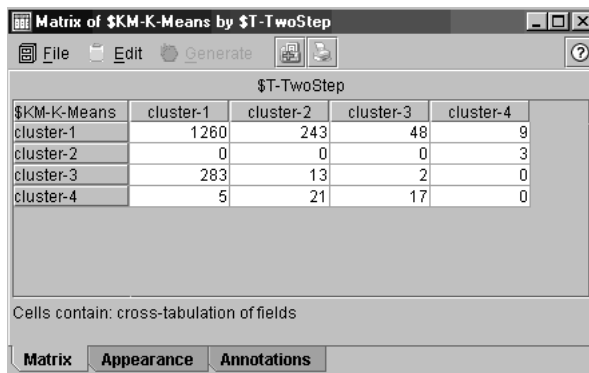 Matrix of $KM-K-Means by $T-TwoStep
File Edit Generate
$T-TwoStep
$KM-K-Means cluster-1 cluster-2 cluster-3 cluster-4
cluster-1 1260 243 48 9
cluster-2 0 0 0 3
cluster-3 283 13 2 0
cluster-4 5 21 17 0
Cells contain: cross-tabulation of fields
Matrix Appearance Annotations